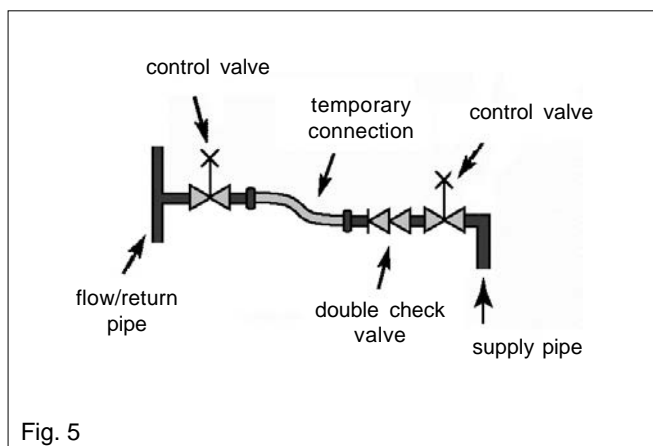 control valve
temporary
connection
control valve
flow/return
pipe
double check
valve
supply pipe
Fig. 5